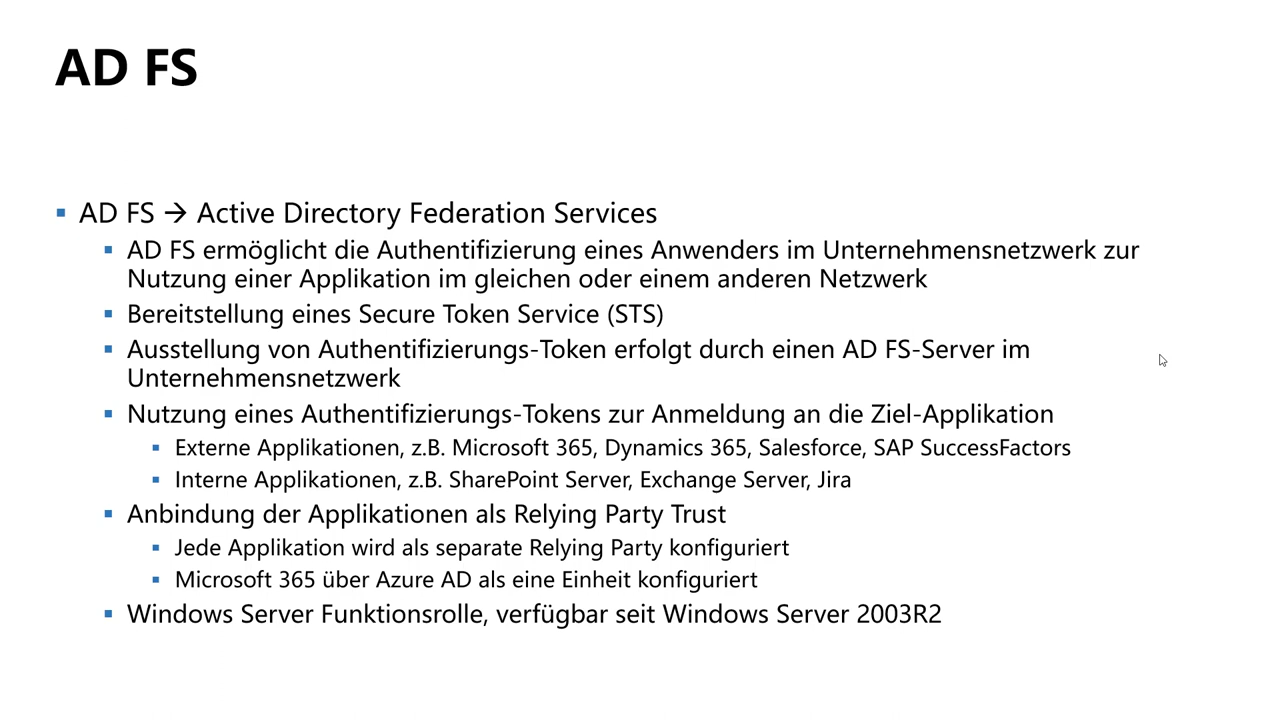 AD FS
▪ AD FS → Active Directory Federation Services
▪ AD FS ermöglicht die Authentifizierung eines Anwenders im Unternehmensnetzwerk zur
Nutzung einer Applikation im gleichen oder einem anderen Netzwerk
▪ Bereitstellung eines Secure Token Service (STS)
▪ Ausstellung von Authentifizierungs-Token erfolgt durch einen AD FS-Server im
Unternehmensnetzwerk
▪ Nutzung eines Authentifizierungs-Tokens zur Anmeldung an die Ziel-Applikation
▪ Externe Applikationen, z.B. Microsoft 365, Dynamics 365, Salesforce, SAP SuccessFactors
▪ Interne Applikationen, z.B. SharePoint Server, Exchange Server, Jira
▪ Anbindung der Applikationen als Relying Party Trust
▪ Jede Applikation wird als separate Relying Party konfiguriert
▪ Microsoft 365 über Azure AD als eine Einheit konfiguriert
▪ Windows Server Funktionsrolle, verfügbar seit Windows Server 2003R2